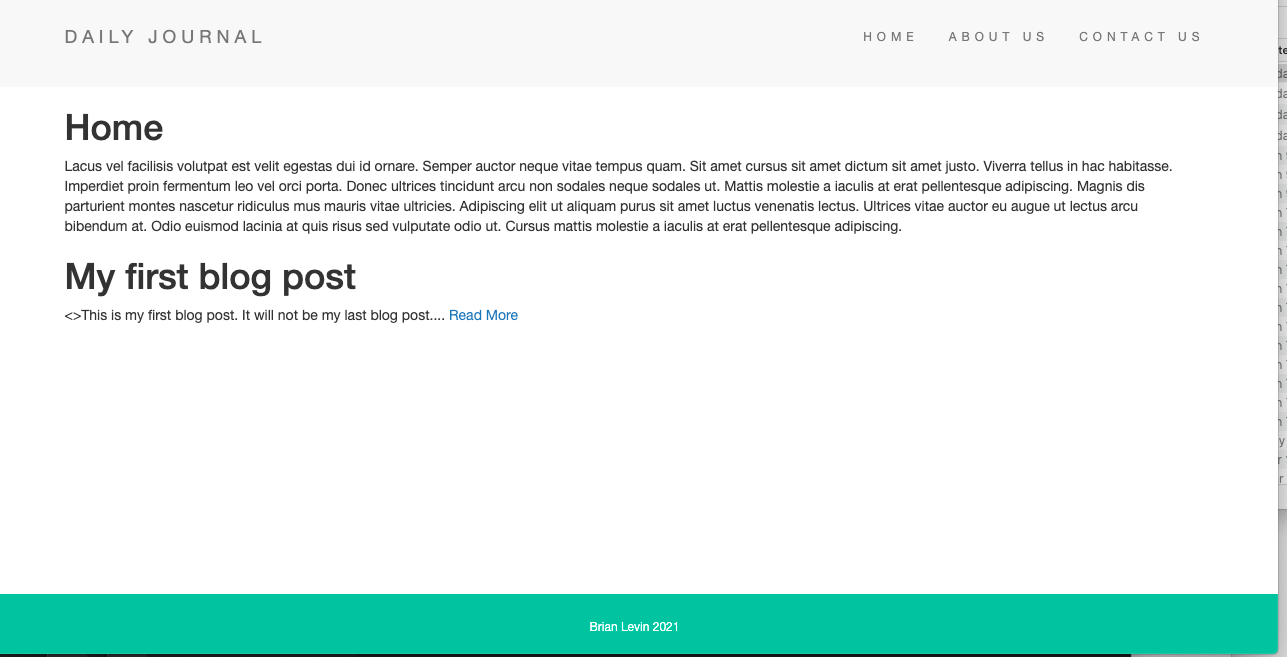 DAILY JOURNAL
HOME ABOUT US CONTACT US
Home
Lacus vel facilisis volutpat est velit egestas dui id ornare. Semper auctor neque vitae tempus quam. Sit amet cursus sit amet dictum sit amet justo. Viverra tellus in hac habitasse.
Imperdiet proin fermentum leo vel orci porta. Donec ultrices tincidunt arcu non sodales neque sodales ut. Mattis molestie a iaculis at erat pellentesque adipiscing. Magnis dis
parturient montes nascetur ridiculus mus mauris vitae ultricies. Adipiscing elit ut aliquam purus sit amet luctus venenatis lectus. Ultrices vitae auctor eu augue ut lectus arcu
bibendum at. Odio euismod lacinia at quis risus sed vulputate odio ut. Cursus mattis molestie a iaculis at erat pellentesque adipiscing.
My first blog post
<>This is my first blog post. It will not be my last blog post.... Read More
Brian Levin 2021